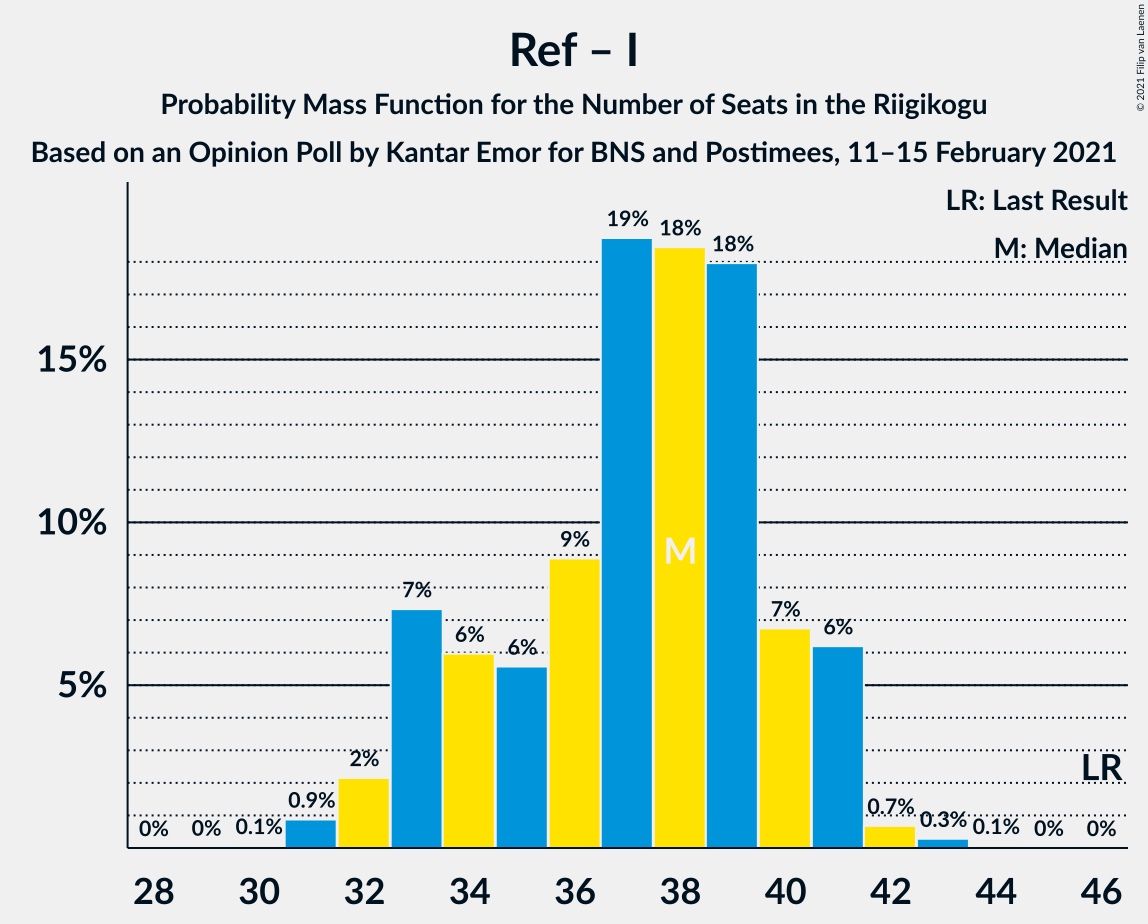 Ref – I
Probability Mass Function for the Number of Seats in the Riigikogu
Based on an Opinion Poll by Kantar Emor for BNS and Postimees, 11–15 February 2021
© 2021 Filip van Laenen
LR: Last Result
M: Median
19%
18%
18%
15%
10%
9%
M
7%
7%
6%
6%
6%
5%
2%
LR
0.9%
0.7%
0.3%
0%
0%
0.1%
0.1%
0%
0%
28 30 32 34 36 38 40 42 44 46